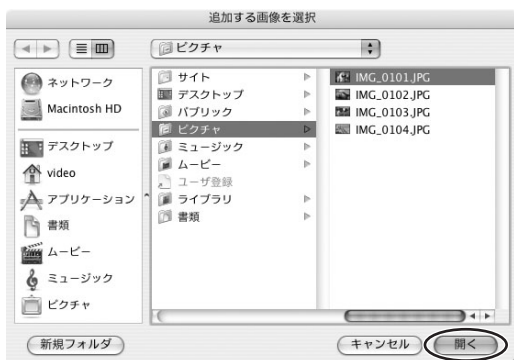 追加する画像を選択
ピクチャ
ネットワーク
Macintosh HD
デスクトップ
video
アプリケーション
書類
ムービー
ミュージック
ピクチャ
サイト
デスクトップ
パブリック
ピクチャ
ミュージック
ムービー
ユーザ登録
ライブラリ
書類
IMG_0101.JPG
IMG_0102.JPG
IMG_0103.JPG
IMG_0104.JPG
新規フォルダ
キャンセル
開く